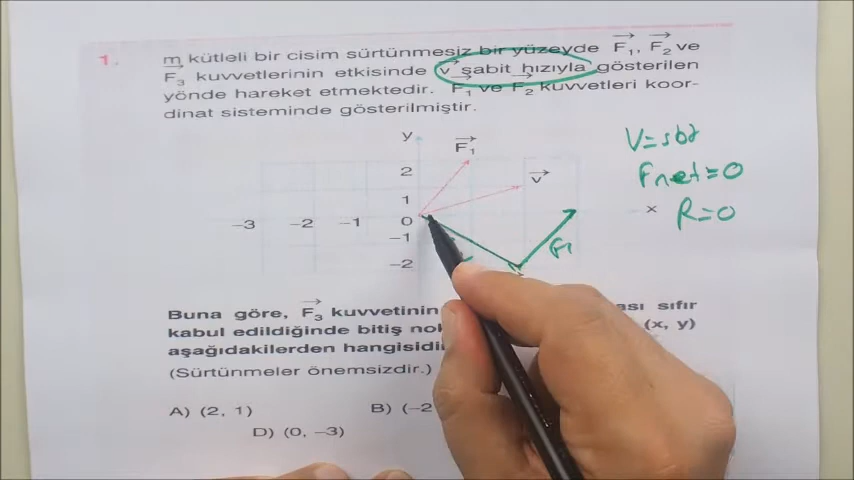 1. m kütleli bir cisim sürtünmesiz bir yüzeyde F₁, F₂ ve
F₃ kuvvetlerinin etkisinde v sabit hızıyla gösterilen
yönde hareket etmektedir. F₁ ve F₂ kuvvetleri koor-
dinat sisteminde gösterilmiştir.
y
F₁
2
v
1
-3 -2 -1 0
x
-1
-2
V=sbt
Fnet=0
R=0
F₁
Buna göre, F₃ kuvvetinin sıfır
kabul edildiğinde bitiş (x, y)
aşağıdakilerden
(Sürtünmeler önemsizdir.)
A) (2, 1)
B) (-2
D) (0, -3)